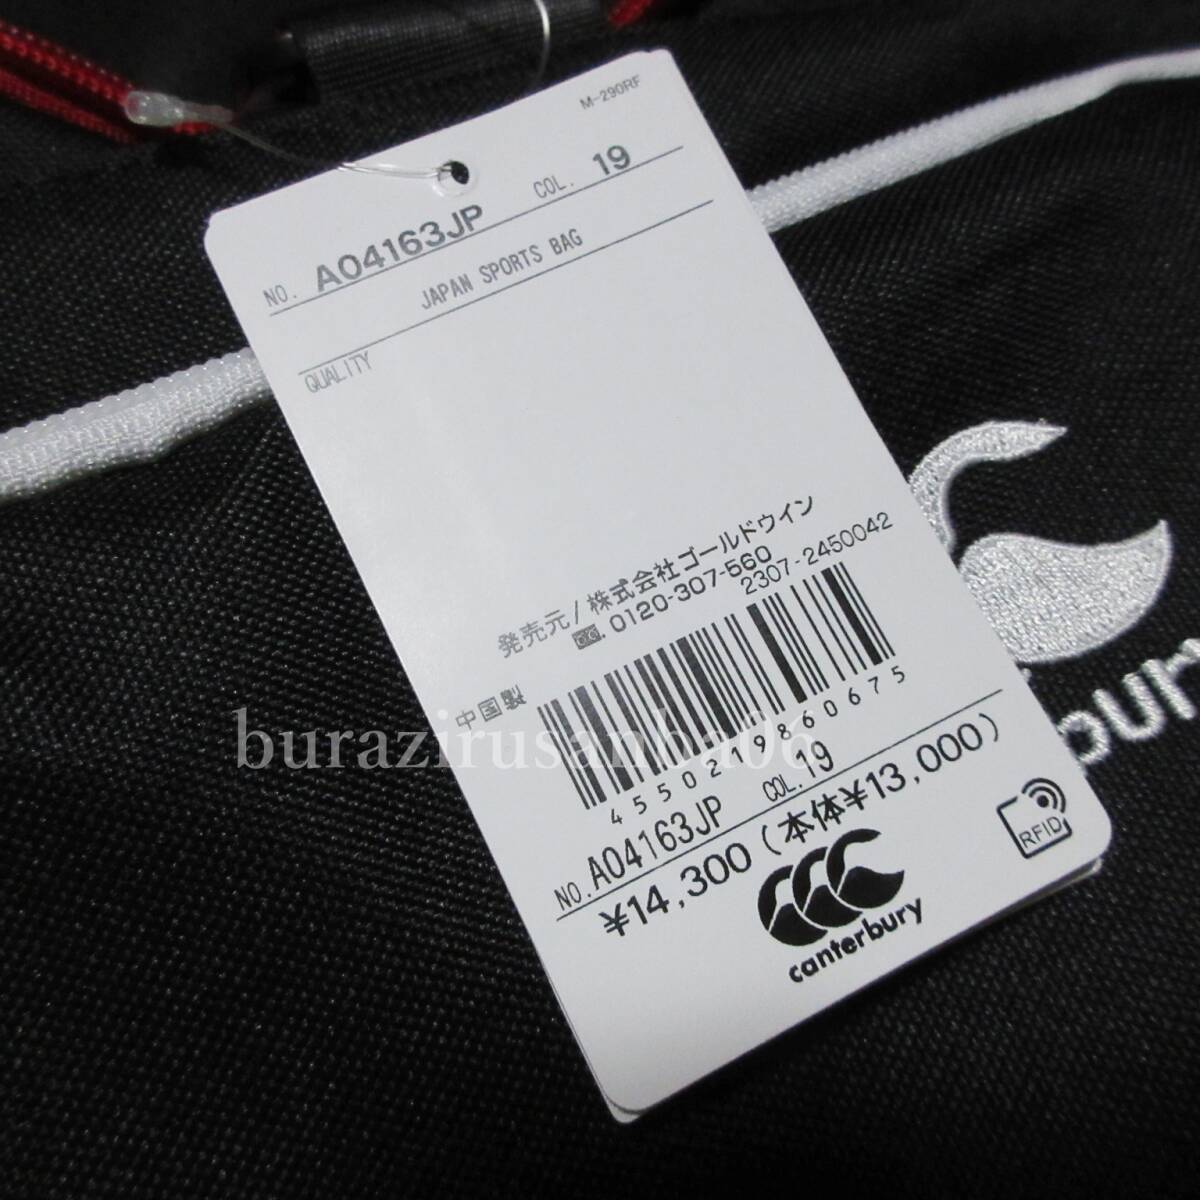 M-290RF
NO. A04163JP COL. 19
JAPAN SPORTS BAG
QUALITY
発売元/株式会社ゴールドウイン
0120-307-560
2307-2450042
中国製
4550219860675
NO. A04163JP COL. 19
¥14,300(本体¥13,000)
RFID
canterbury
bury
burazirusanba06